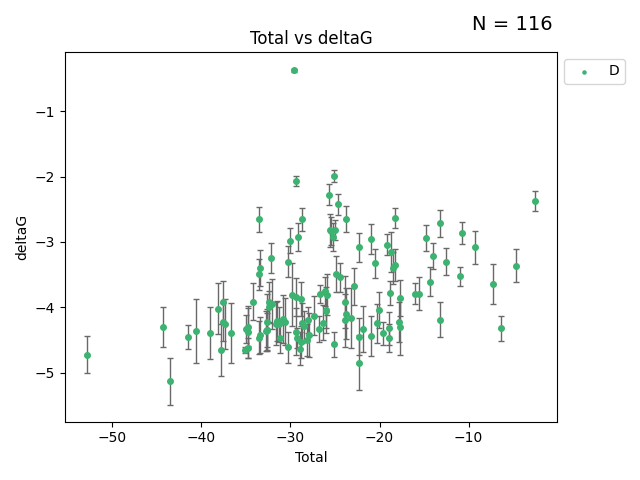 N = 116
Total vs deltaG
D
deltaG
−1
−2
−3
−4
−5
−50
−40
−30
−20
−10
Total